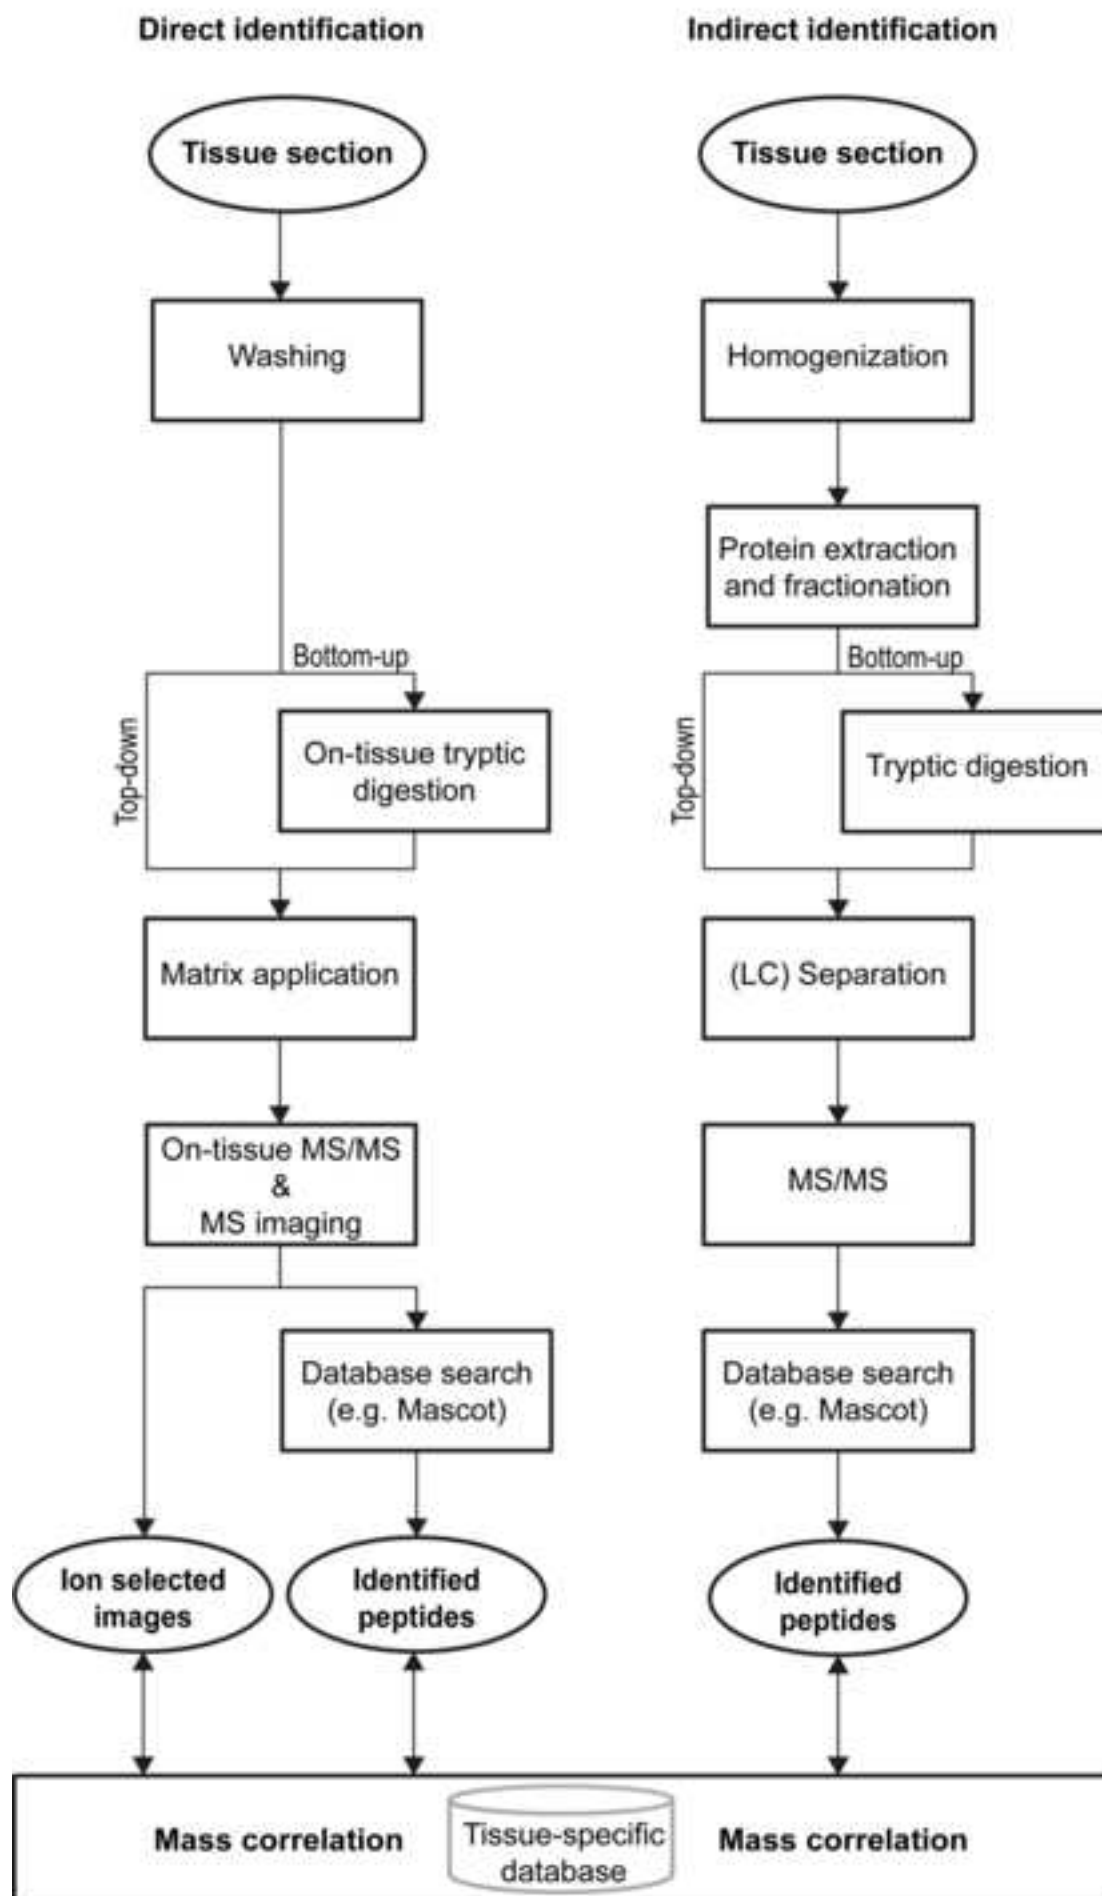 Direct identification
Indirect identification
Tissue section
Tissue section
Washing
Homogenization
Protein extraction
and fractionation
Bottom-up
Bottom-up
Top-down
On-tissue tryptic
digestion
Top-down
Tryptic digestion
Matrix application
(LC) Separation
On-tissue MS/MS
&
MS imaging
MS/MS
Database search
(e.g. Mascot)
Database search
(e.g. Mascot)
Ion selected
images
Identified
peptides
Identified
peptides
Mass correlation
Tissue-specific
database
Mass correlation